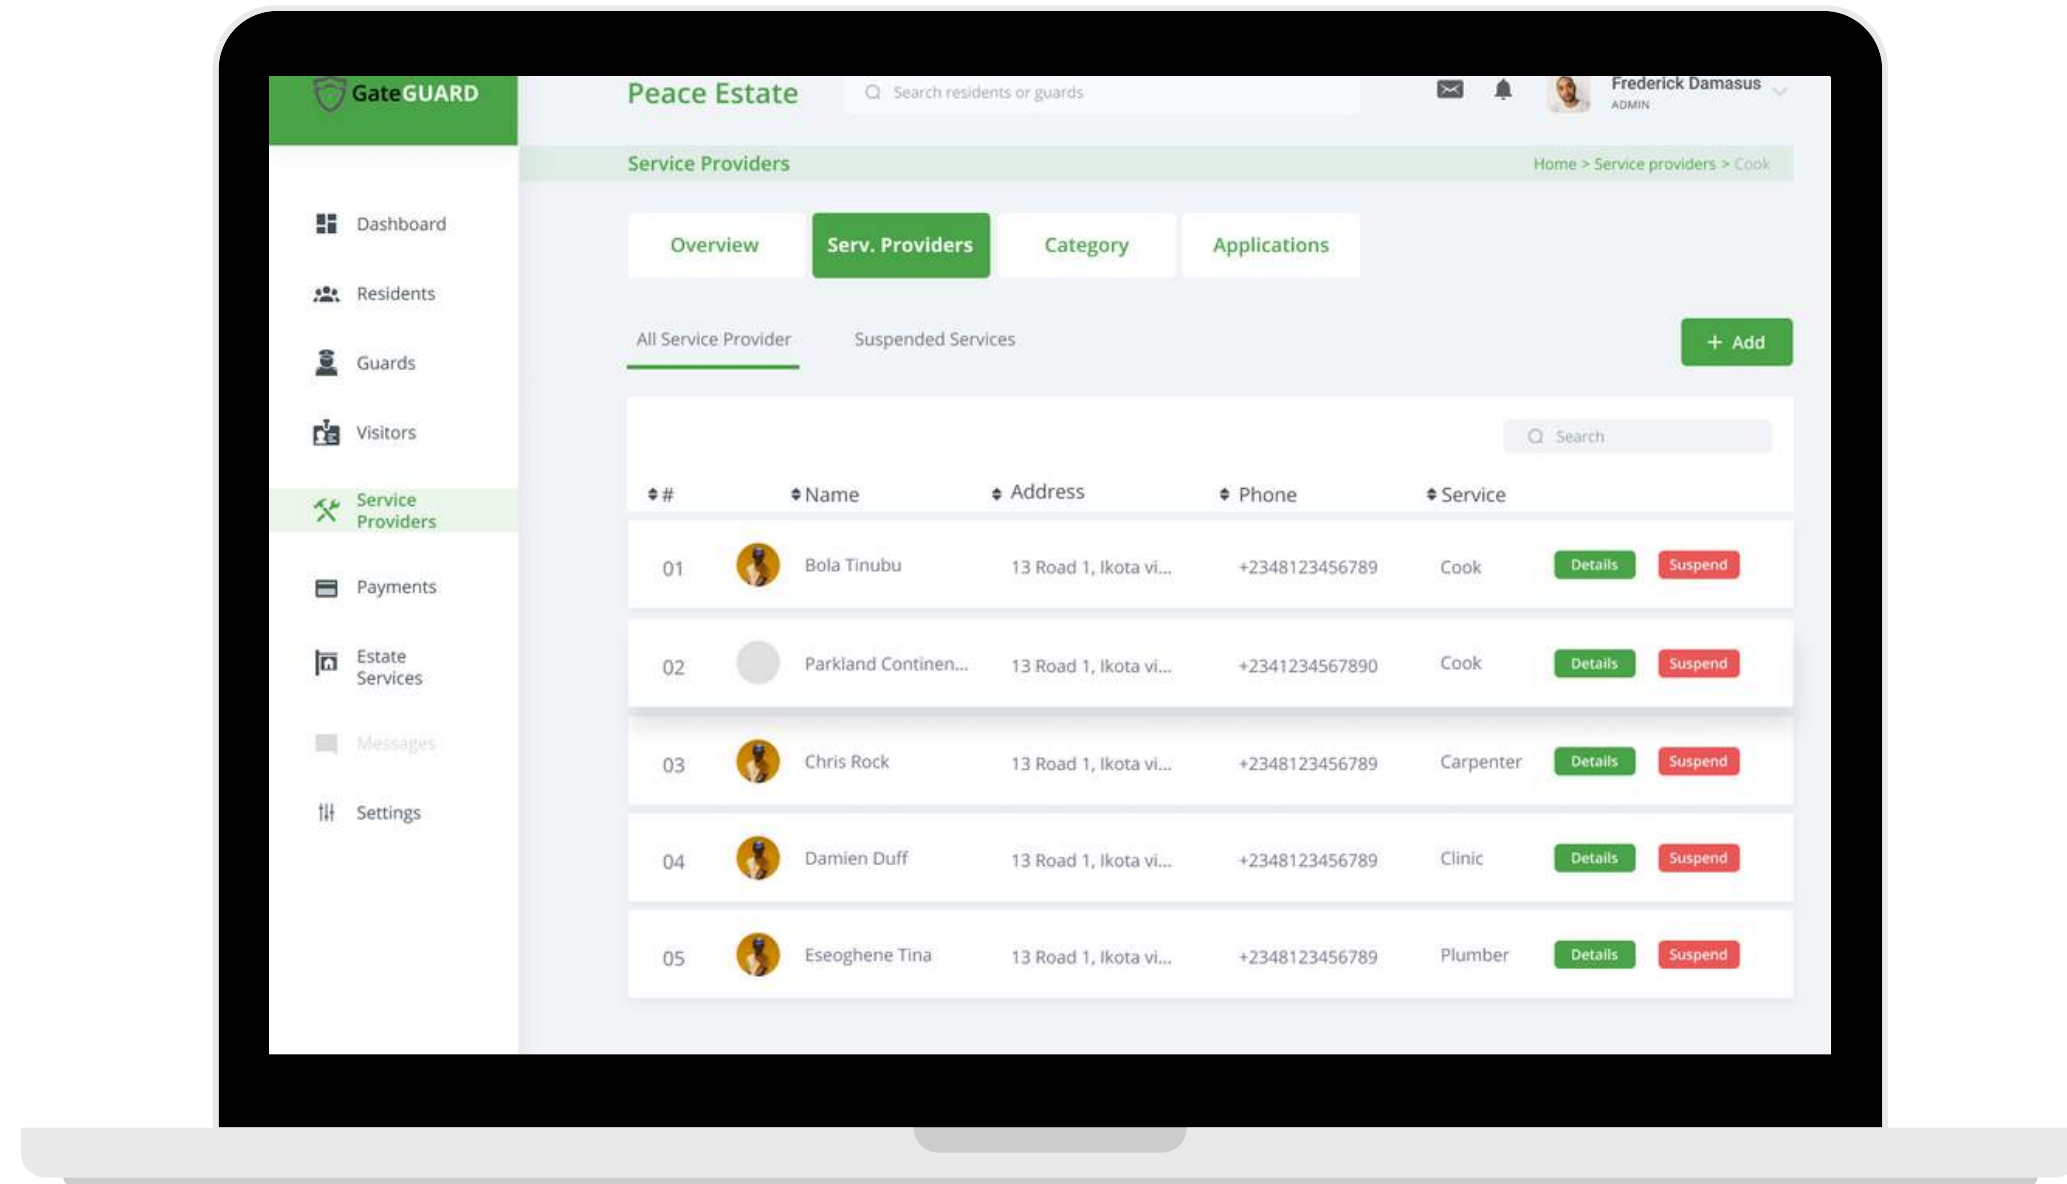 GateGUARD
Peace Estate
Search residents or guards
Frederick Damasus
ADMIN
Service Providers
Home > Service providers > Cook
Dashboard
Residents
Guards
Visitors
Service
Providers
Payments
Estate
Services
Messages
Settings
Overview
Serv. Providers
Category
Applications
All Service Provider
Suspended Services
+ Add
Search
# Name Address Phone Service
01 Bola Tinubu 13 Road 1, Ikota vi... +2348123456789 Cook Details Suspend
02 Parkland Continen... 13 Road 1, Ikota vi... +2341234567890 Cook Details Suspend
03 Chris Rock 13 Road 1, Ikota vi... +2348123456789 Carpenter Details Suspend
04 Damien Duff 13 Road 1, Ikota vi... +2348123456789 Clinic Details Suspend
05 Eseoghene Tina 13 Road 1, Ikota vi... +2348123456789 Plumber Details Suspend